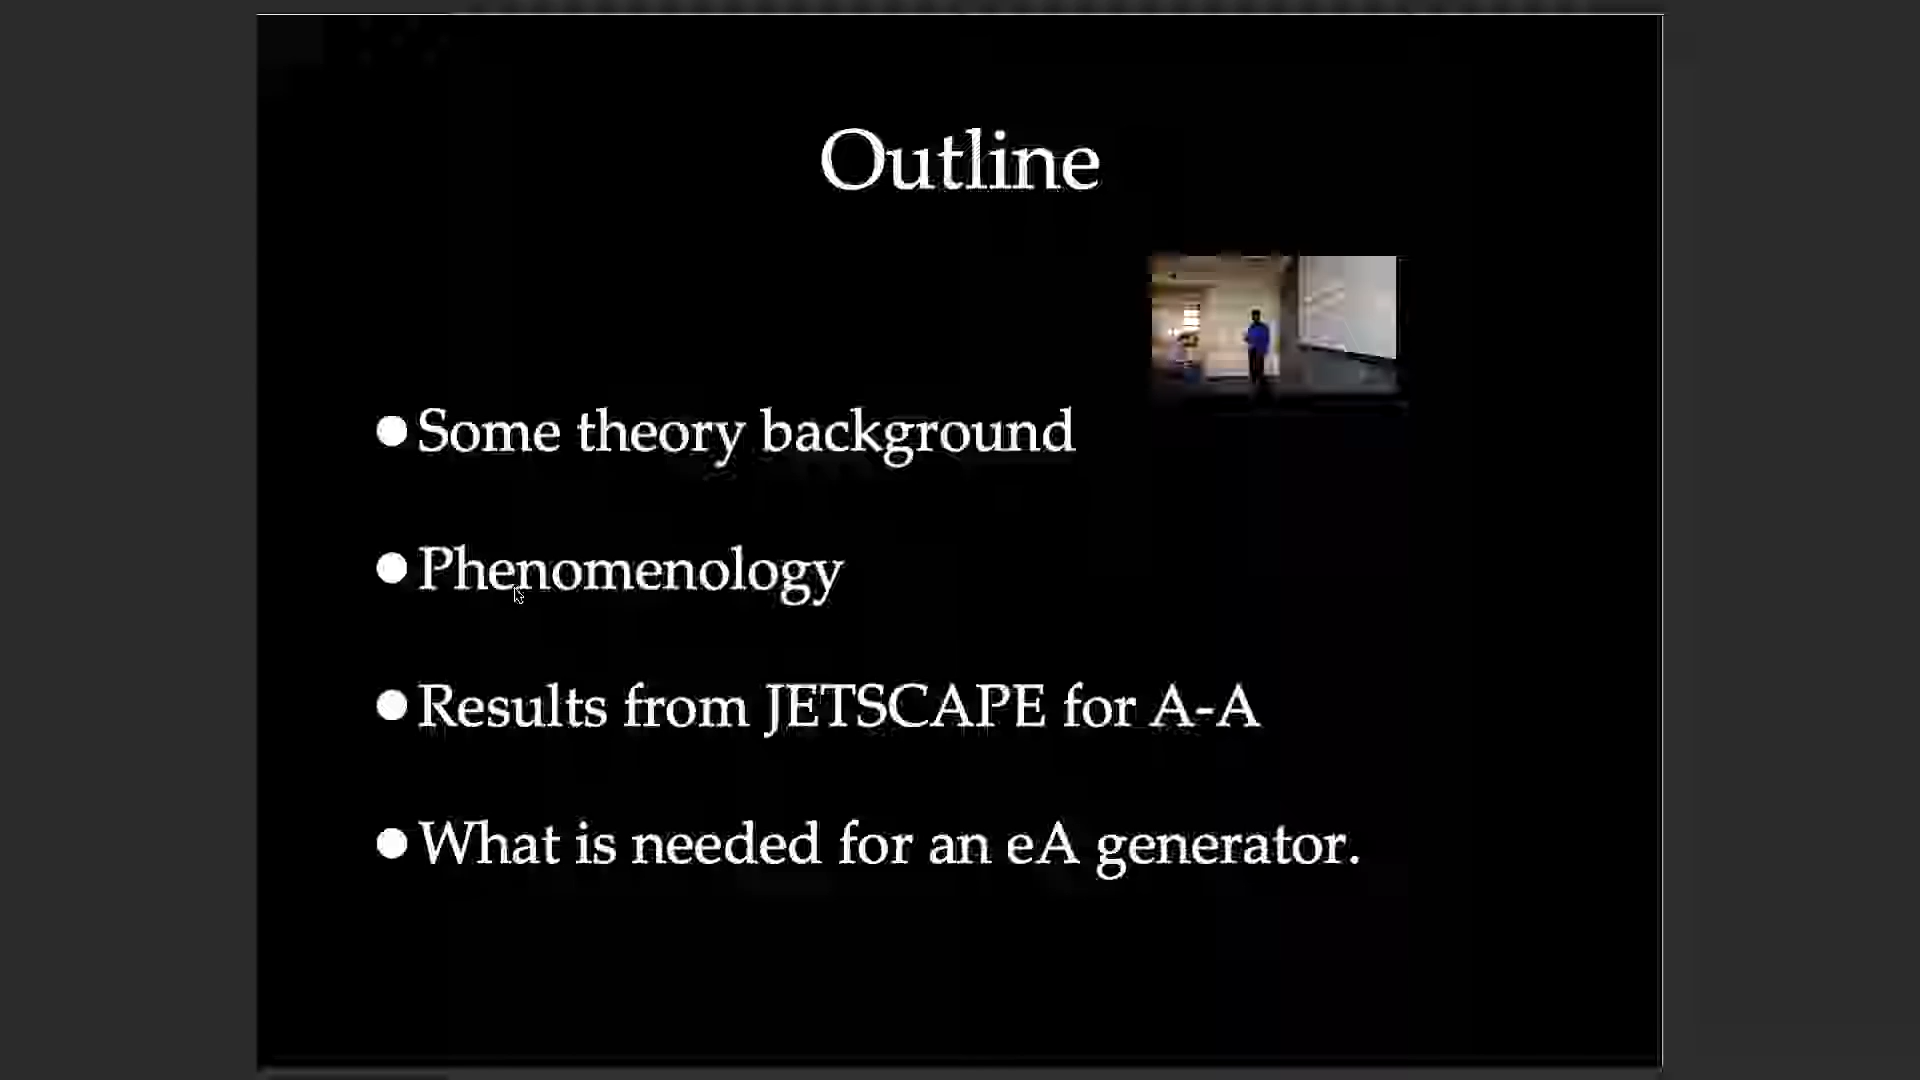 Outline
●Some theory background
●Phenomenology
●Results from JETSCAPE for A-A
●What is needed for an eA generator.